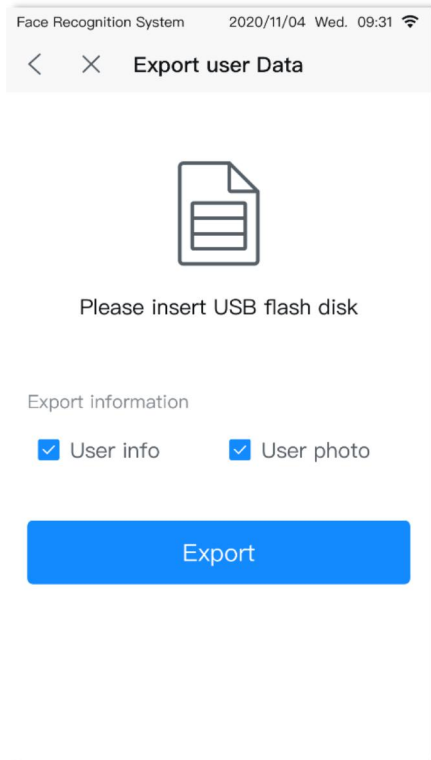 Face Recognition System 2020/11/04 Wed. 09:31
Export user Data
Please insert USB flash disk
Export information
User info User photo
Export